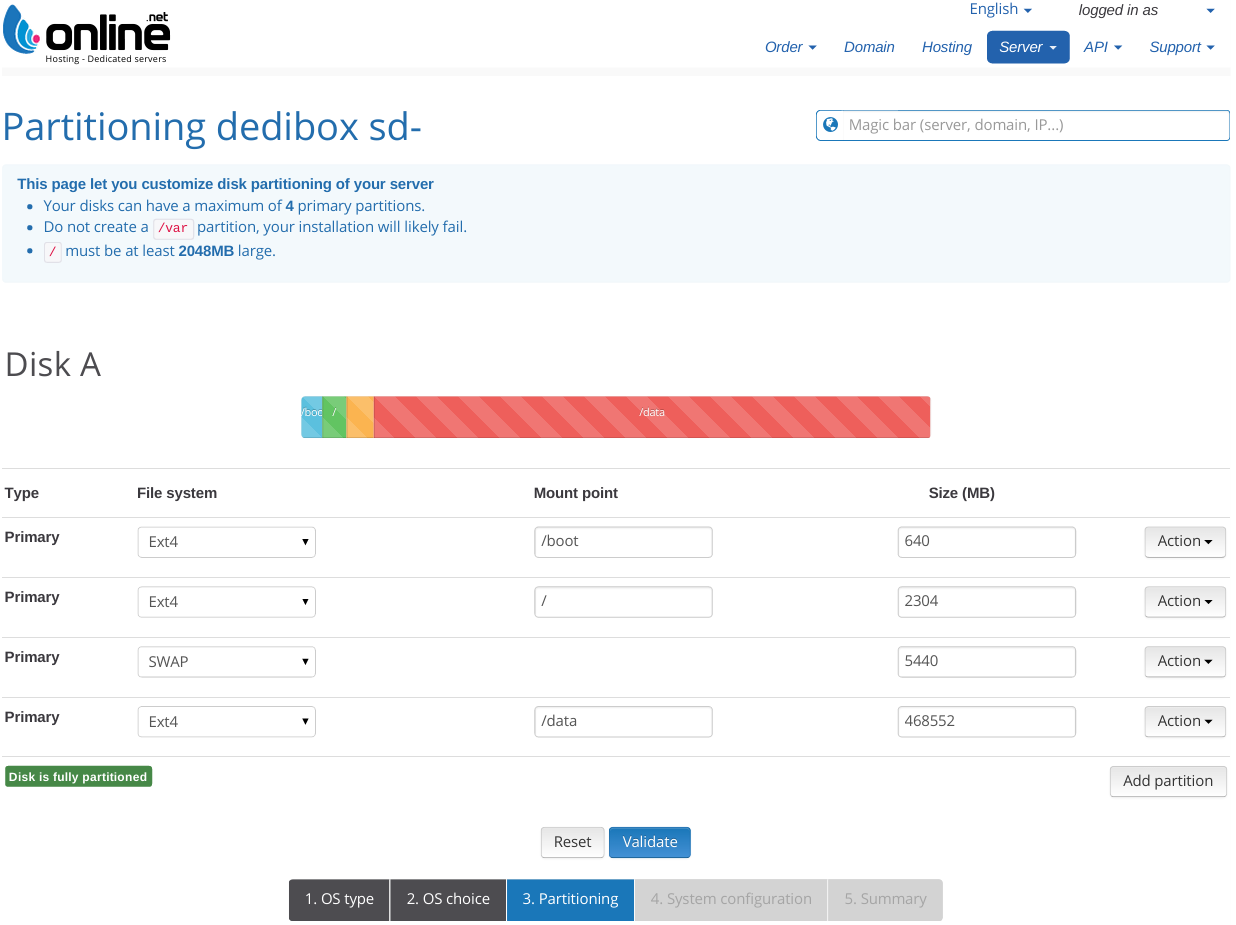 English
logged in as
online.net
Hosting - Dedicated servers
Order Domain Hosting Server API Support
Partitioning dedibox sd-
Magic bar (server, domain, IP...)
This page let you customize disk partitioning of your server
Your disks can have a maximum of 4 primary partitions.
Do not create a /var partition, your installation will likely fail.
/ must be at least 2048MB large.
Disk A
/boo / /data
Type File system Mount point Size (MB)
Primary Ext4 /boot 640 Action
Primary Ext4 / 2304 Action
Primary SWAP 5440 Action
Primary Ext4 /data 468552 Action
Disk is fully partitioned
Add partition
Reset Validate
1. OS type 2. OS choice 3. Partitioning 4. System configuration 5. Summary